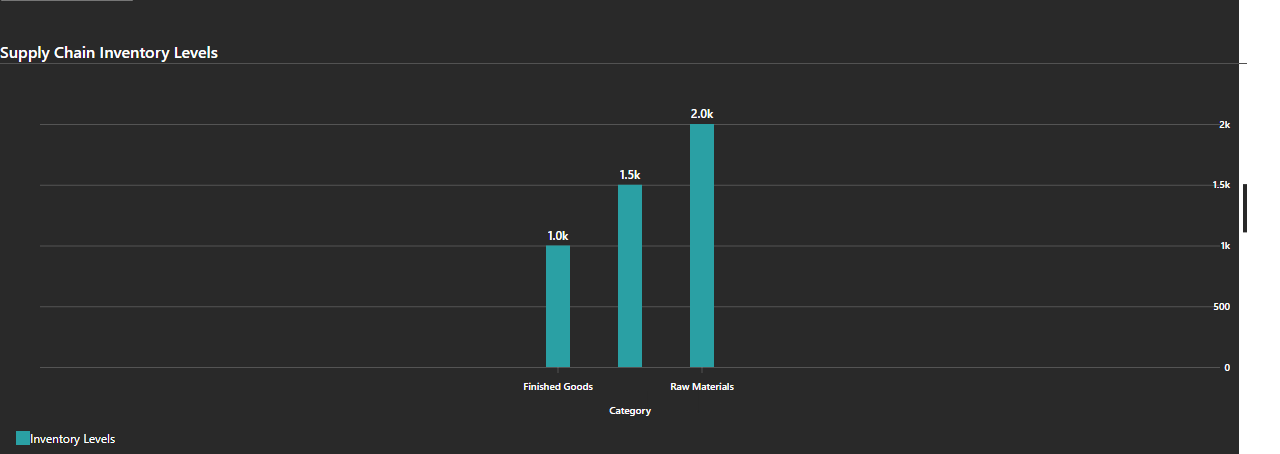 Supply Chain Inventory Levels
2.0k
2k
1.5k
1.5k
1.0k
1k
500
0
Finished Goods
Raw Materials
Category
Inventory Levels